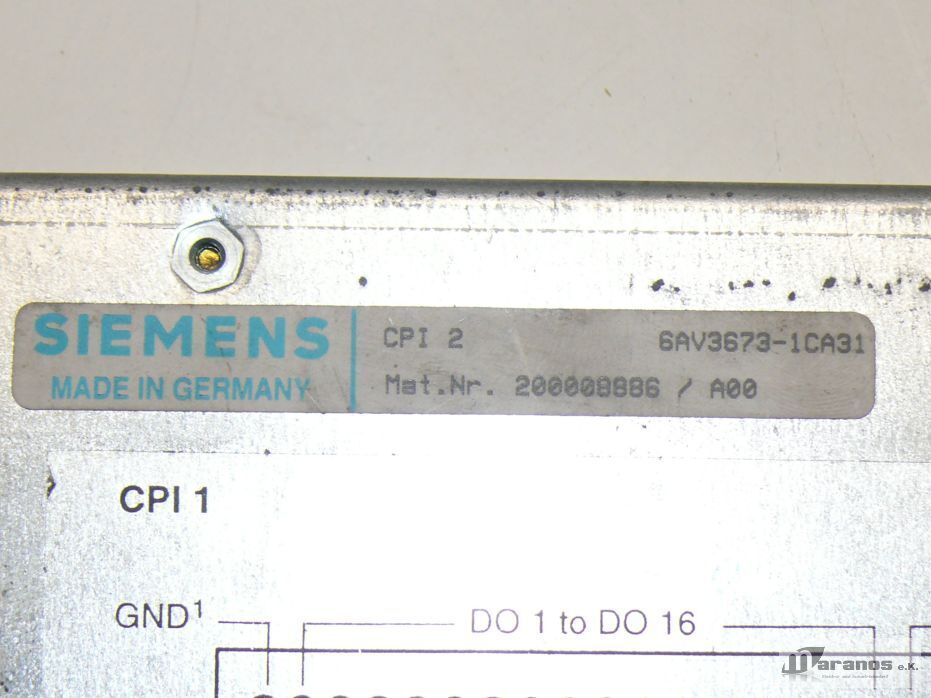 SIEMENS
CPI 2 6AV3673-1CA31
MADE IN GERMANY
Mat.Nr. 200008886 / A00
CPI 1
GND¹
DO 1 to DO 16
Maranos e.K.